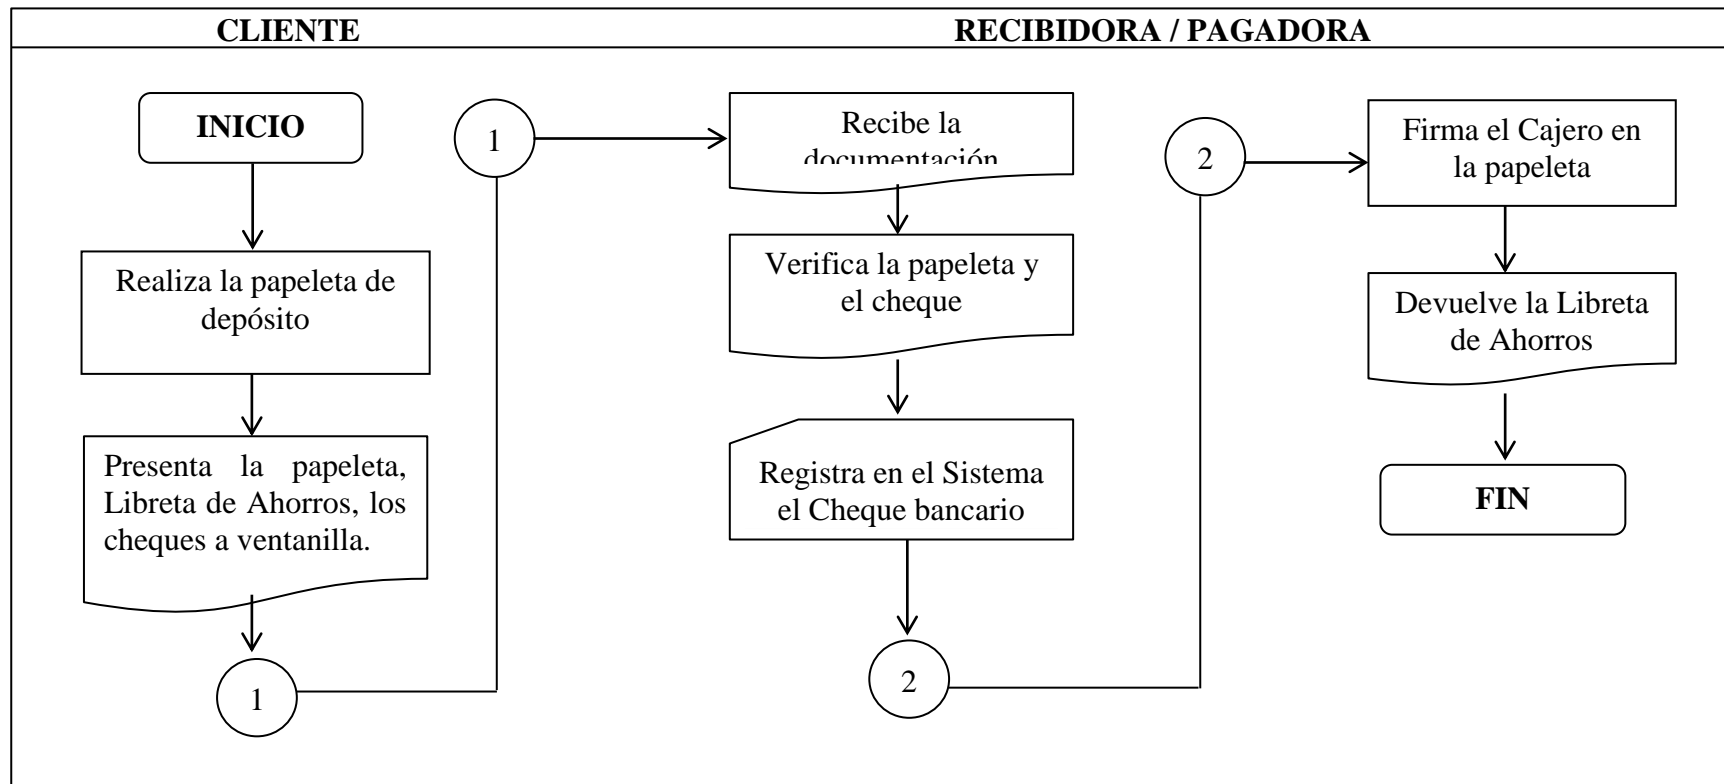 CLIENTE
RECIBIDORA / PAGADORA
INICIO
Realiza la papeleta de
depósito
Presenta la papeleta,
Libreta de Ahorros, los
cheques a ventanilla.
1
1
Recibe la
documentación
Verifica la papeleta y
el cheque
Registra en el Sistema
el Cheque bancario
2
2
Firma el Cajero en
la papeleta
Devuelve la Libreta
de Ahorros
FIN